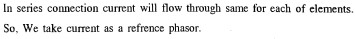 In series connection current will flow through same for each of elements.
So, We take current as a refrence phasor.